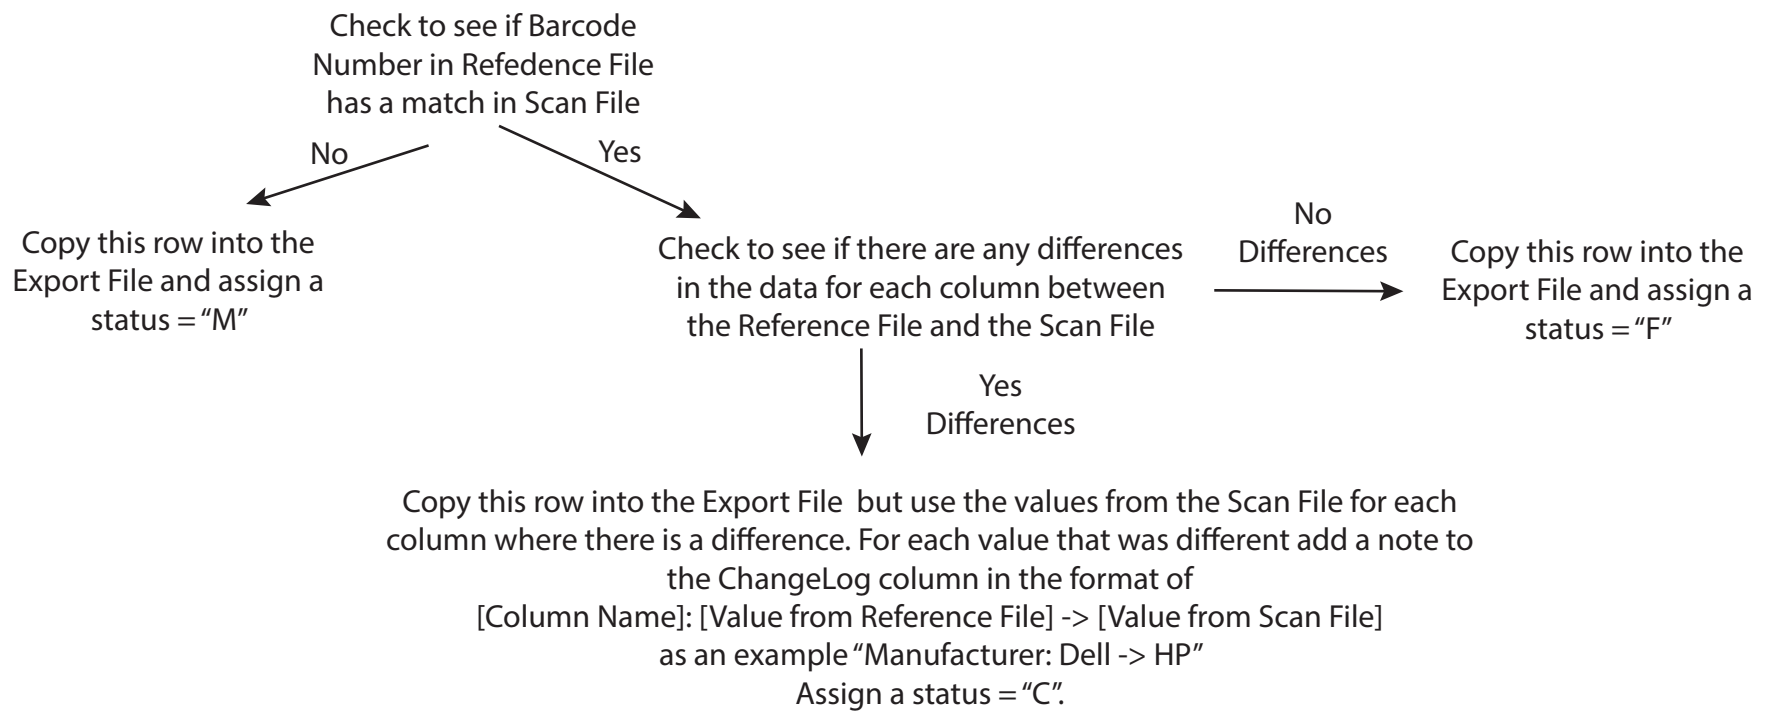 Check to see if Barcode
Number in Refedence File
has a match in Scan File
No
Yes
Copy this row into the
Export File and assign a
status = “M”
Check to see if there are any differences
in the data for each column between
the Reference File and the Scan File
No
Differences
Copy this row into the
Export File and assign a
status = “F”
Yes
Differences
Copy this row into the Export File  but use the values from the Scan File for each
column where there is a difference. For each value that was different add a note to
the ChangeLog column in the format of
[Column Name]: [Value from Reference File] -> [Value from Scan File]
as an example “Manufacturer: Dell -> HP”
Assign a status = “C”.